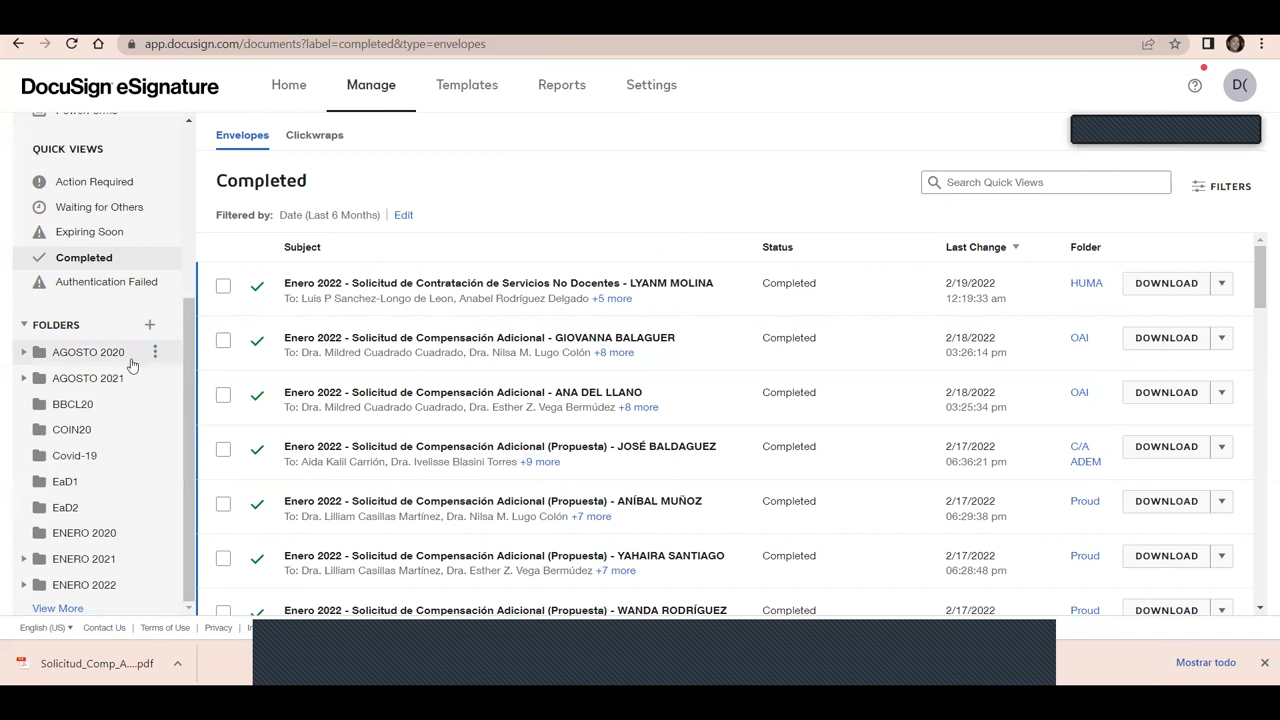 app.docusign.com/documents?label=completed&type=envelopes
DocuSign eSignature
Home
Manage
Templates
Reports
Settings
D(
QUICK VIEWS
Action Required
Waiting for Others
Expiring Soon
Completed
Authentication Failed
FOLDERS
AGOSTO 2020
AGOSTO 2021
BBCL20
COIN20
Covid-19
EaD1
EaD2
ENERO 2020
ENERO 2021
ENERO 2022
View More
Envelopes
Clickwraps
Completed
Search Quick Views
FILTERS
Filtered by: Date (Last 6 Months) | Edit
Subject
Status
Last Change
Folder
Enero 2022 - Solicitud de Contratación de Servicios No Docentes - LYANM MOLINA
To: Luis P Sanchez-Longo de Leon, Anabel Rodríguez Delgado +5 more
Completed
2/19/2022
12:19:33 am
HUMA
DOWNLOAD
Enero 2022 - Solicitud de Compensación Adicional - GIOVANNA BALAGUER
To: Dra. Mildred Cuadrado Cuadrado, Dra. Nilsa M. Lugo Colón +8 more
Completed
2/18/2022
03:26:14 pm
OAI
DOWNLOAD
Enero 2022 - Solicitud de Compensación Adicional - ANA DEL LLANO
To: Dra. Mildred Cuadrado Cuadrado, Dra. Esther Z. Vega Bermúdez +8 more
Completed
2/18/2022
03:25:34 pm
OAI
DOWNLOAD
Enero 2022 - Solicitud de Compensación Adicional (Propuesta) - JOSÉ BALDAGUEZ
To: Aida Kalil Carrión, Dra. Ivelisse Blasini Torres +9 more
Completed
2/17/2022
06:36:21 pm
C/A
ADEM
DOWNLOAD
Enero 2022 - Solicitud de Compensación Adicional (Propuesta) - ANÍBAL MUÑOZ
To: Dra. Lilliam Casillas Martínez, Dra. Nilsa M. Lugo Colón +7 more
Completed
2/17/2022
06:29:38 pm
Proud
DOWNLOAD
Enero 2022 - Solicitud de Compensación Adicional (Propuesta) - YAHAIRA SANTIAGO
To: Dra. Lilliam Casillas Martínez, Dra. Esther Z. Vega Bermúdez +7 more
Completed
2/17/2022
06:28:48 pm
Proud
DOWNLOAD
Enero 2022 - Solicitud de Compensación Adicional (Propuesta) - WANDA RODRÍGUEZ
Completed
2/17/2022
Proud
DOWNLOAD
English (US) Contact Us | Terms of Use | Privacy |
Solicitud_Comp_A....pdf
Mostrar todo